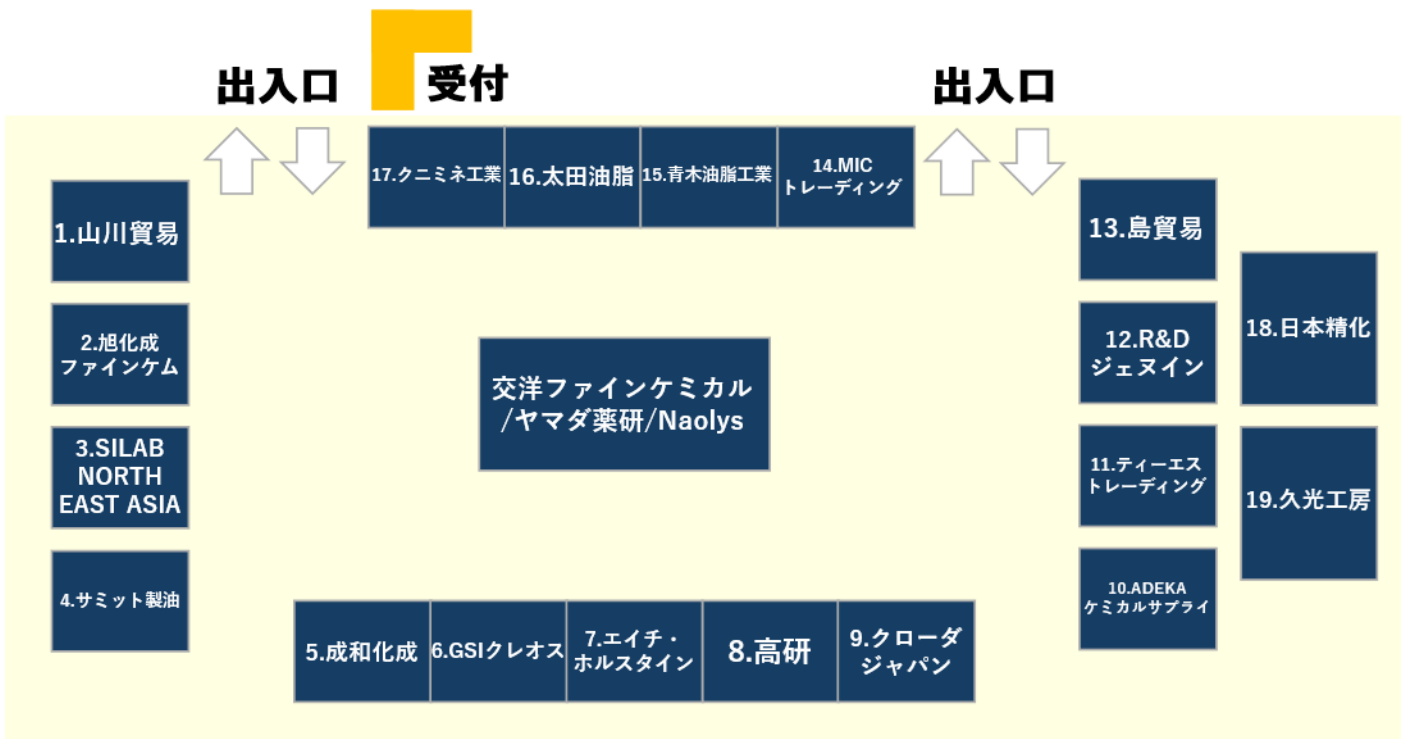 出入口
受付
出入口
17.クニミネ工業
16.太田油脂
15.青木油脂工業
14.MIC
トレーディング
1.山川貿易
13.島貿易
2.旭化成
ファインケム
12.R&D
ジェヌイン
18.日本精化
交洋ファインケミカル
/ヤマダ薬研/Naolys
3.SILAB
NORTH
EAST ASIA
11.ティーエス
トレーディング
19.久光工房
4.サミット製油
10.ADEKA
ケミカルサプライ
5.成和化成
6.GSIクレオス
7.エイチ・
ホルスタイン
8.高研
9.クローダ
ジャパン